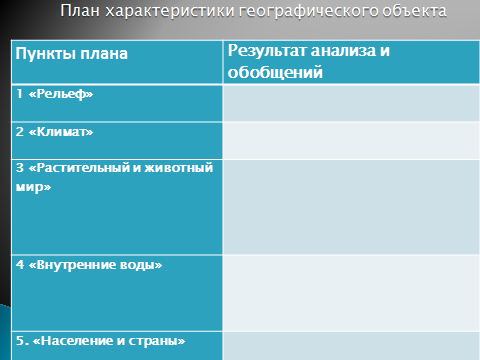 План характеристики географического объекта
Пункты плана
Результат анализа и
обобщений
1 «Рельеф»
2 «Климат»
3 «Растительный и животный
мир»
4 «Внутренние воды»
5. «Население и страны»